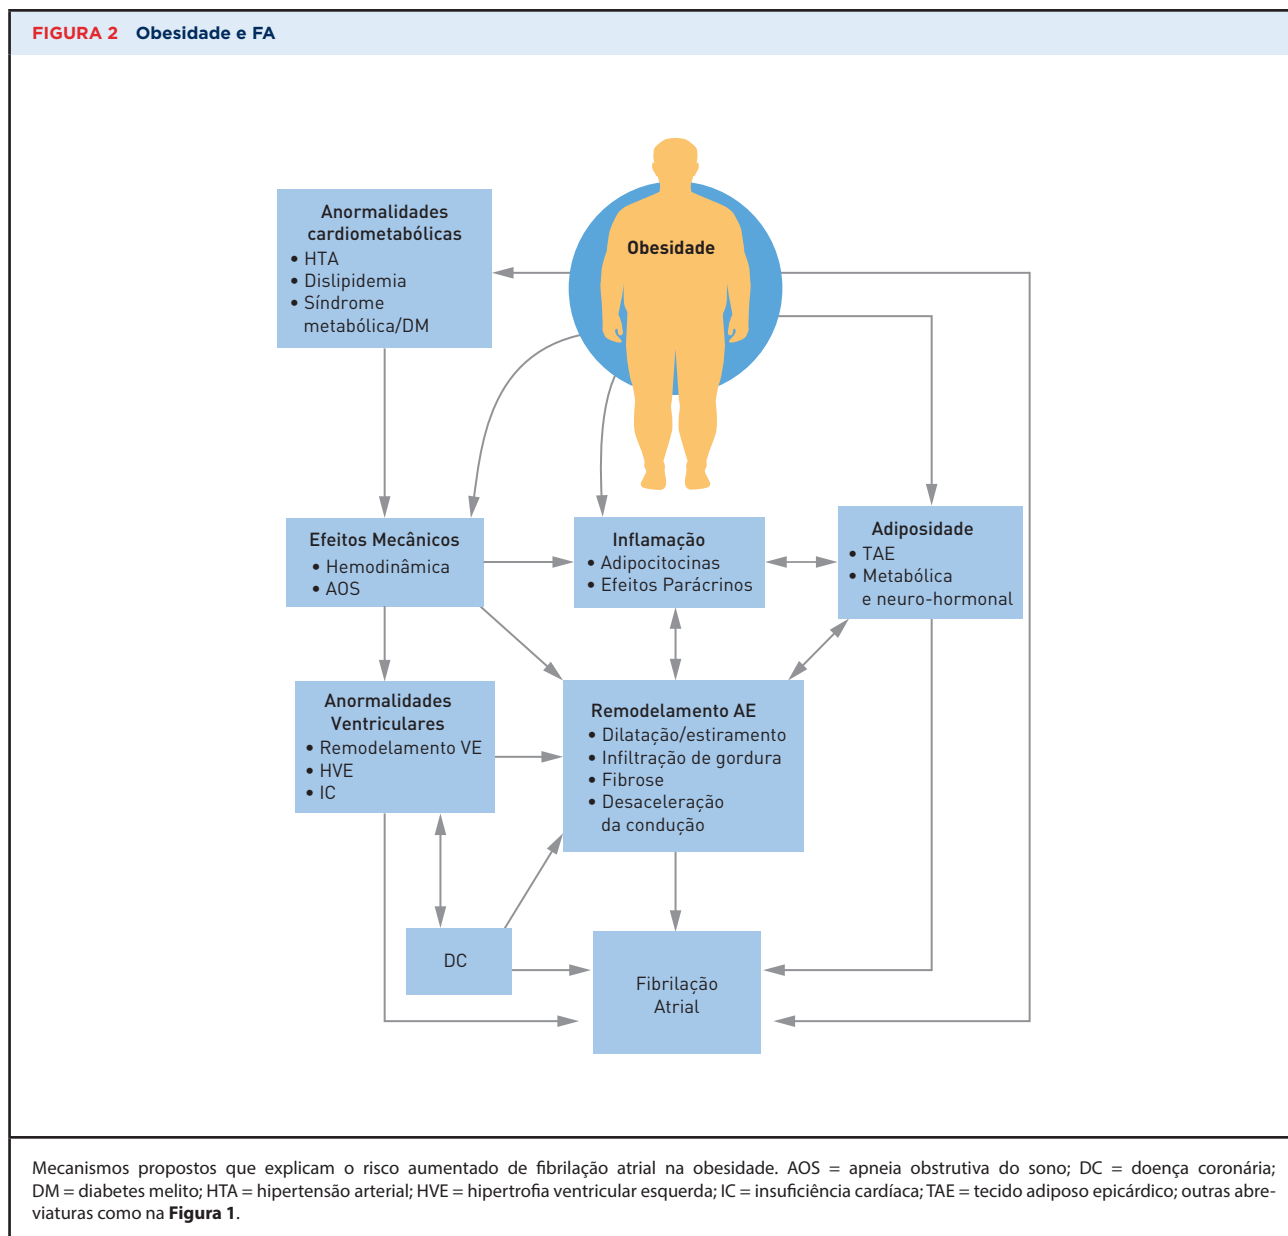 FIGURA 2 Obesidade e FA
Anormalidades
cardiometabólicas
• HTA
• Dislipidemia
• Síndrome
metabólica/DM
Obesidade
Efeitos Mecânicos
• Hemodinâmica
• AOS
Inflamação
• Adipocitocinas
• Efeitos Parácrinos
Adiposidade
• TAE
• Metabólica
e neuro-hormonal
Anormalidades
Ventriculares
• Remodelamento VE
• HVE
• IC
Remodelamento AE
• Dilatação/estiramento
• Infiltração de gordura
• Fibrose
• Desaceleração
da condução
DC
Fibrilação
Atrial
Mecanismos propostos que explicam o risco aumentado de fibrilação atrial na obesidade. AOS = apneia obstrutiva do sono; DC = doença coronária;
DM = diabetes melito; HTA = hipertensão arterial; HVE = hipertrofia ventricular esquerda; IC = insuficiência cardíaca; TAE = tecido adiposo epicárdico; outras abre-
viaturas como na Figura 1.